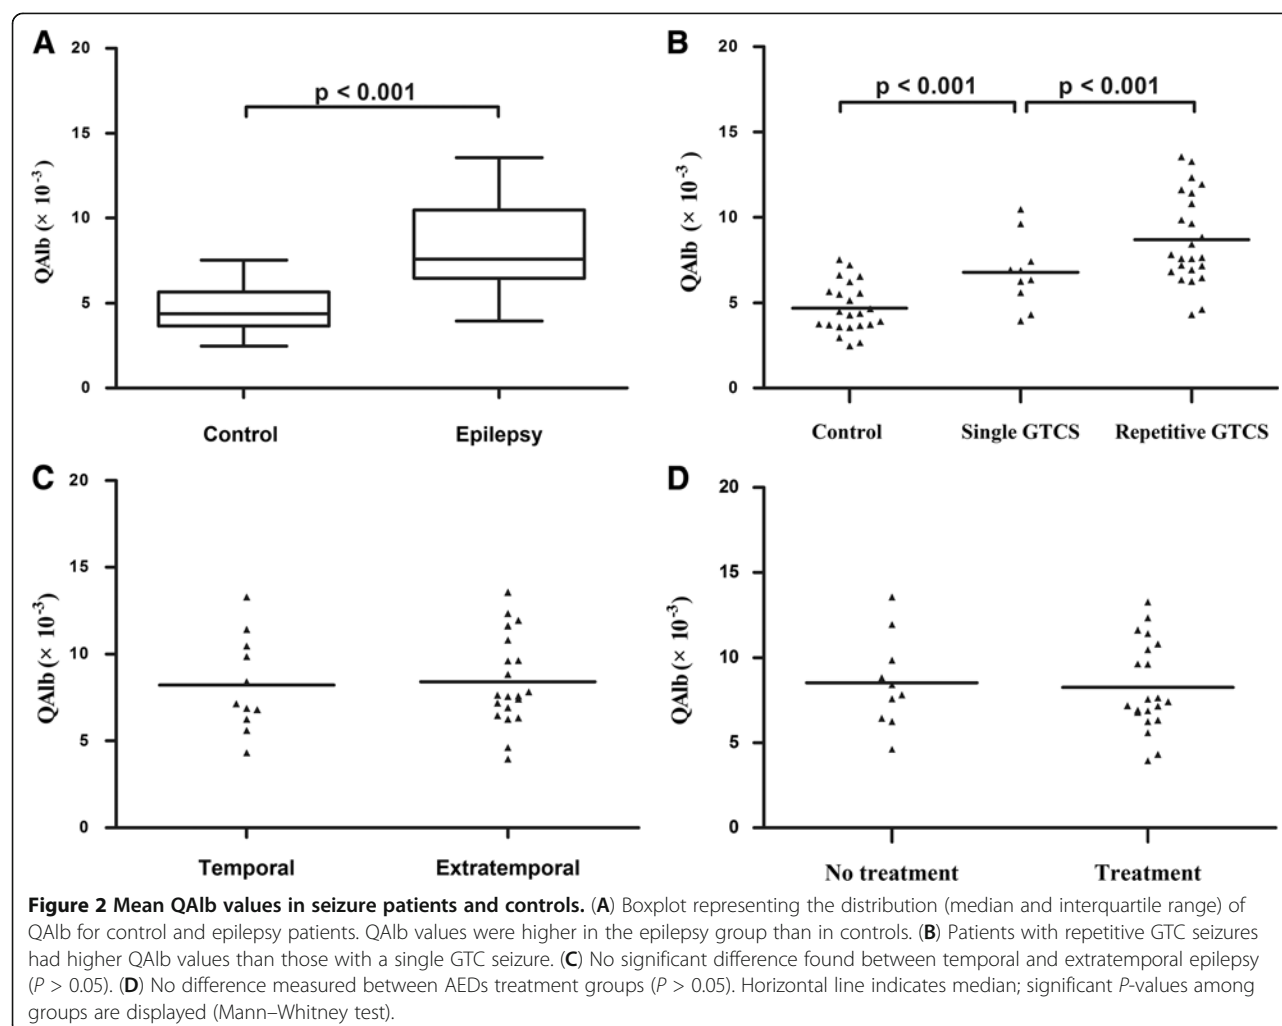 A
20
15
10
5
0
QAlb (× 10⁻³)
p < 0.001
Control Epilepsy
B
20
15
10
5
0
QAlb (× 10⁻³)
p < 0.001 p < 0.001
Control Single GTCS Repetitive GTCS
C
20
15
10
5
0
QAlb (× 10⁻³)
Temporal Extratemporal
D
20
15
10
5
0
QAlb (× 10⁻³)
No treatment Treatment
Figure 2 Mean QAlb values in seizure patients and controls. (A) Boxplot representing the distribution (median and interquartile range) of
QAlb for control and epilepsy patients. QAlb values were higher in the epilepsy group than in controls. (B) Patients with repetitive GTC seizures
had higher QAlb values than those with a single GTC seizure. (C) No significant difference found between temporal and extratemporal epilepsy
(P > 0.05). (D) No difference measured between AEDs treatment groups (P > 0.05). Horizontal line indicates median; significant P-values among
groups are displayed (Mann–Whitney test).